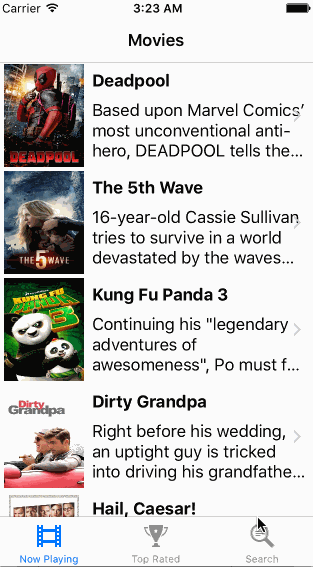 Carrier 3:23 AM
Movies
DEADPOOL
Deadpool
Based upon Marvel Comics’
most unconventional anti-
hero, DEADPOOL tells the...
THE 5 WAVE
The 5th Wave
16-year-old Cassie Sullivan
tries to survive in a world
devastated by the waves...
KUNG FU
PANDA
3
Kung Fu Panda 3
Continuing his "legendary
adventures of
awesomeness", Po must f...
Dirty
Grandpa
Dirty Grandpa
Right before his wedding,
an uptight guy is tricked
into driving his grandfathe...
Hail, Caesar!
Now Playing Top Rated Search